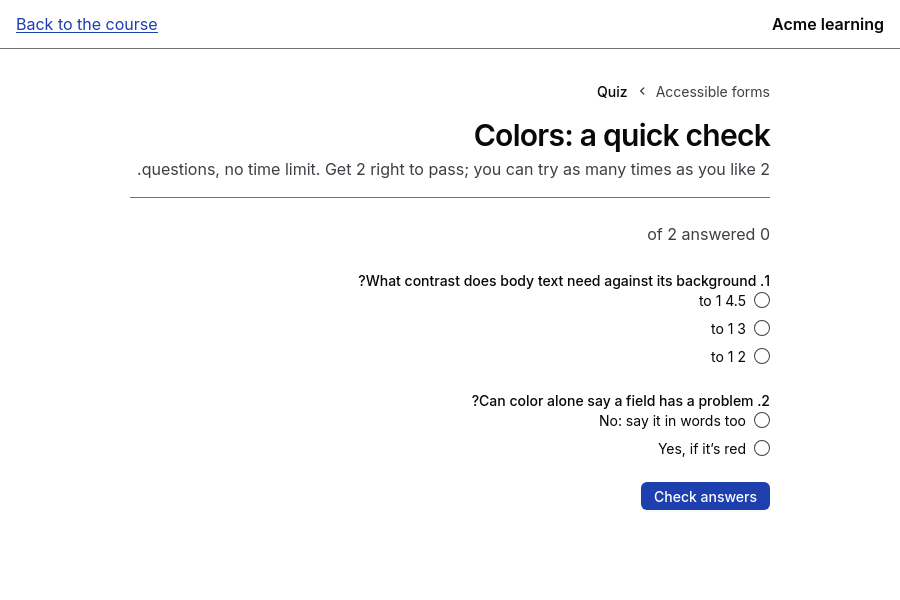 Acme learning
Back to the course
Accessible forms
Quiz
Colors: a quick check
.questions, no time limit. Get 2 right to pass; you can try as many times as you like 2
of 2 answered 0
?What contrast does body text need against its background .1
to 1 4.5
to 1 3
to 1 2
?Can color alone say a field has a problem .2
No: say it in words too
Yes, if it’s red
Check answers